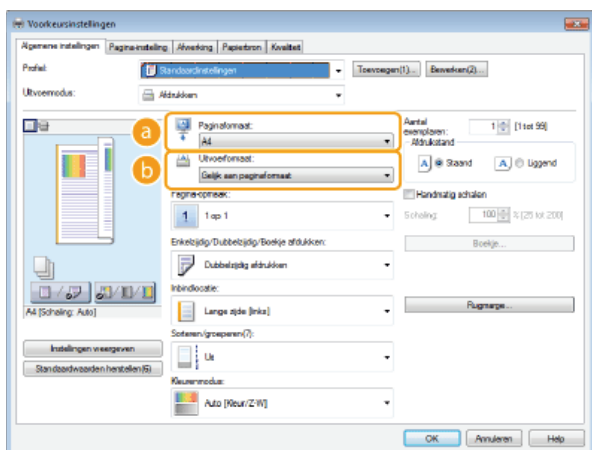 Voorkeursinstellingen
Algemene instellingen Pagina-instelling Afwerking Papierbron Kwaliteit
Profiel: Standaardinstellingen Toevoegen(1)... Bewerken(2)...
Uitvoermodus: Afdrukken
a Paginaformaat:
A4
Aantal exemplaren: 1 [1 tot 99]
b Uitvoerformaat:
Gelijk aan paginaformaat
Afdrukstand
A Staand A Liggend
Pagina-opmaak:
1 1 op 1
Handmatig schalen
Schaling: 100 % [25 tot 200]
Enkelzijdig/Dubbelzijdig/Boekje afdrukken:
Dubbelzijdig afdrukken
Boekje...
Inbindlocatie:
Lange zijde [links]
Rugmarge...
A4 [Schaling: Auto]
Sorteren/groeperen(7):
Uit
Instellingen weergeven
Standaardwaarden herstellen(6)
Kleurenmodus:
Auto [Kleur/Z-W]
OK Annuleren Help